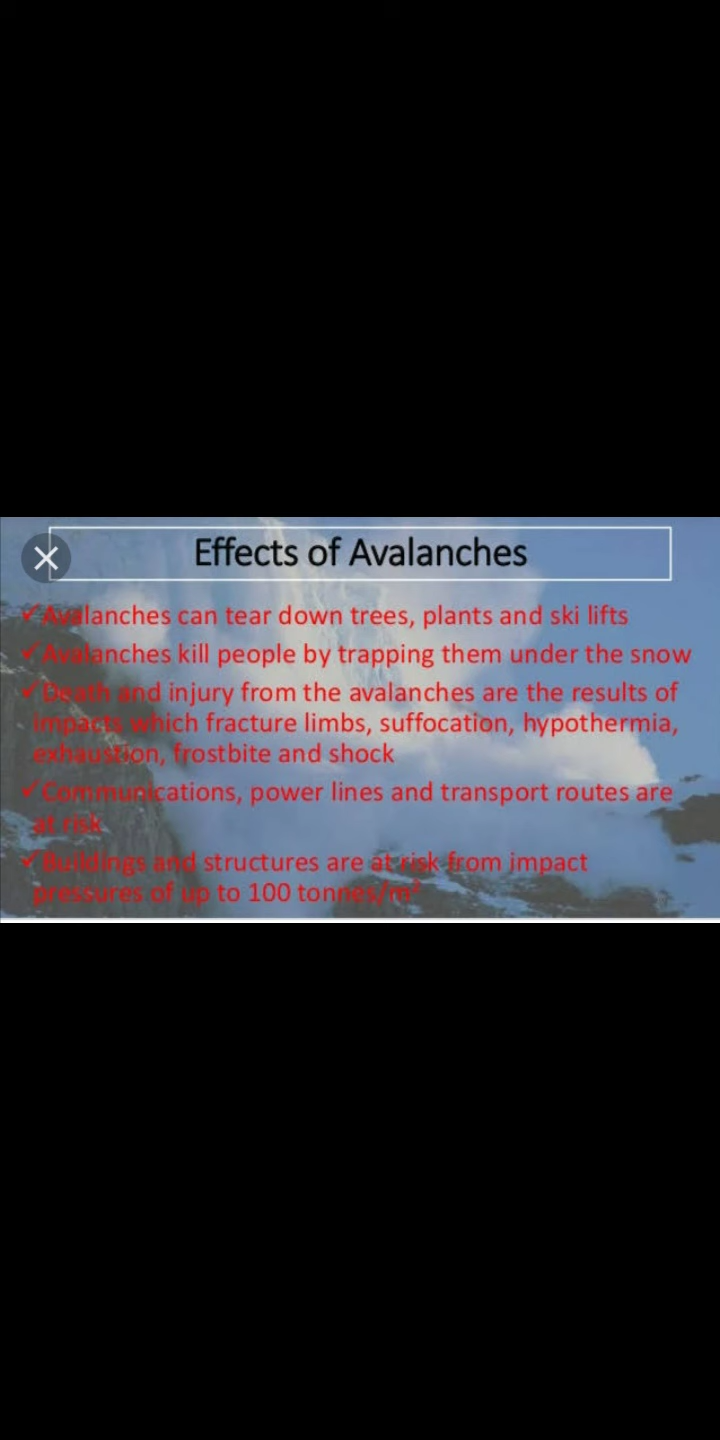 Effects of Avalanches
✓Avalanches can tear down trees, plants and ski lifts
✓Avalanches kill people by trapping them under the snow
✓Death and injury from the avalanches are the results of
impacts which fracture limbs, suffocation, hypothermia,
exhaustion, frostbite and shock
✓Communications, power lines and transport routes are
at risk
✓Buildings and structures are at risk from impact
pressures of up to 100 tonnes/m²